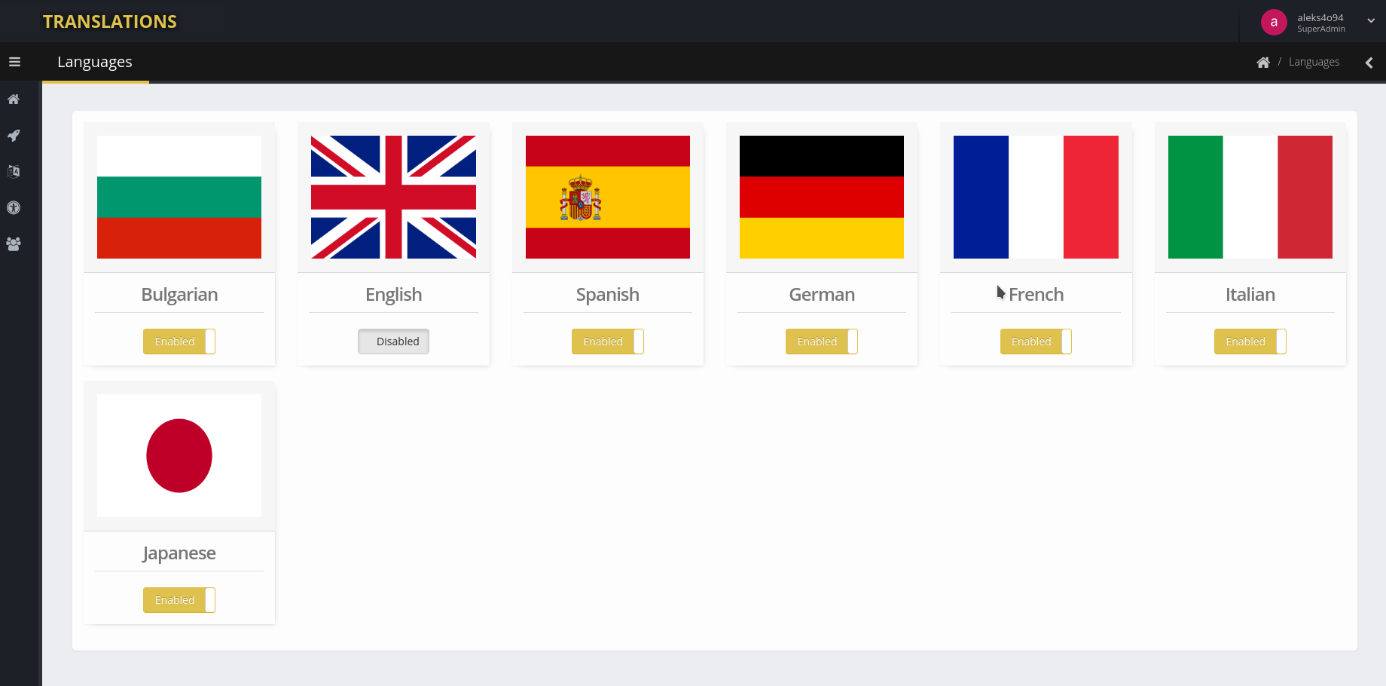 TRANSLATIONS
a
aleks4o94
SuperAdmin
Languages
/ Languages
Bulgarian
English
Spanish
German
French
Italian
Enabled
Disabled
Enabled
Enabled
Enabled
Enabled
Japanese
Enabled